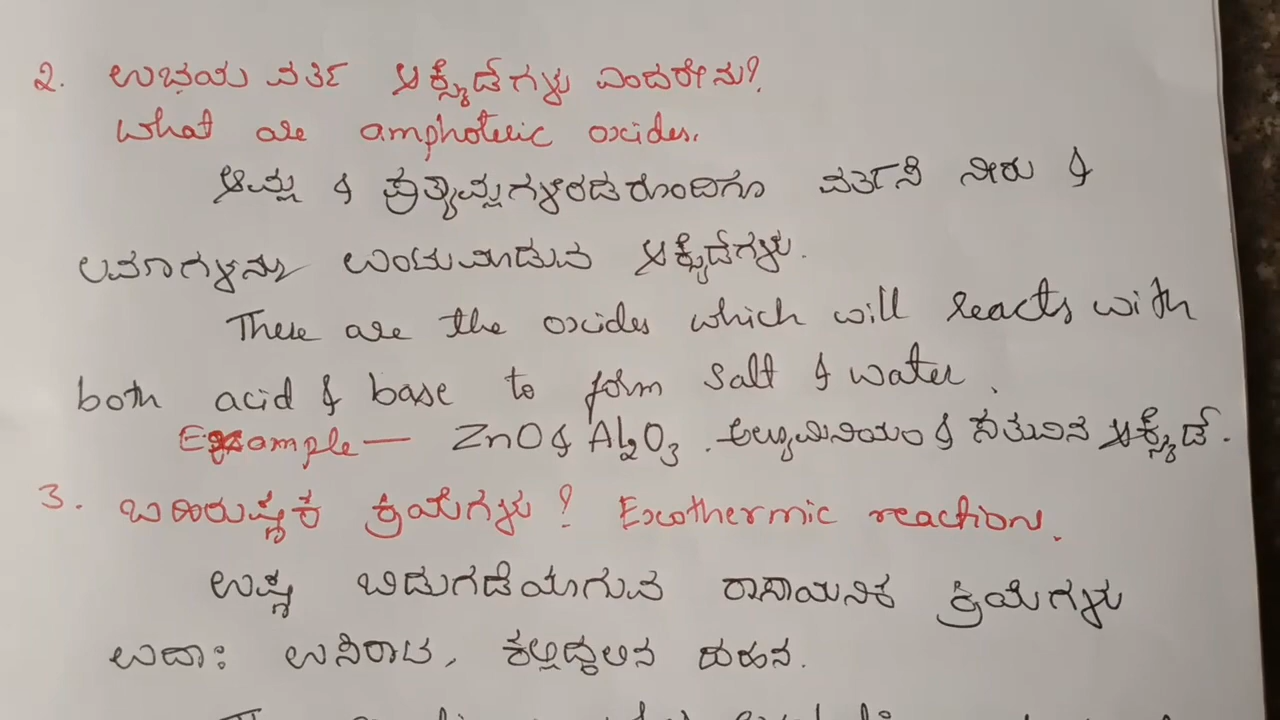 2. ಉಭಯ ವರ್ತಿ ಆಕ್ಸೈಡ್‌ಗಳು ಎಂದರೇನು?
What are amphoteric oxides.
ಆಮ್ಲ & ಪ್ರತ್ಯಾಮ್ಲಗಳೆರಡರೊಂದಿಗೂ ವರ್ತಿಸಿ ನೀರು &
ಲವಣಗಳನ್ನು ಉಂಟುಮಾಡುವ ಆಕ್ಸೈಡ್‌ಗಳು.
These are the oxides which will reacts with
both acid & base to form salt & water.
Example — ZnO & Al₂O₃. ಅಲ್ಯುಮಿನಿಯಂ & ಸತುವಿನ ಆಕ್ಸೈಡ್.
3. ಬಹಿರುಷ್ಣಕ ಕ್ರಿಯೆಗಳು? Exothermic reaction.
ಉಷ್ಣ ಬಿಡುಗಡೆಯಾಗುವ ರಾಸಾಯನಿಕ ಕ್ರಿಯೆಗಳು
ಉದಾ: ಉಸಿರಾಟ, ಕಲ್ಲಿದ್ದಲಿನ ದಹನ.